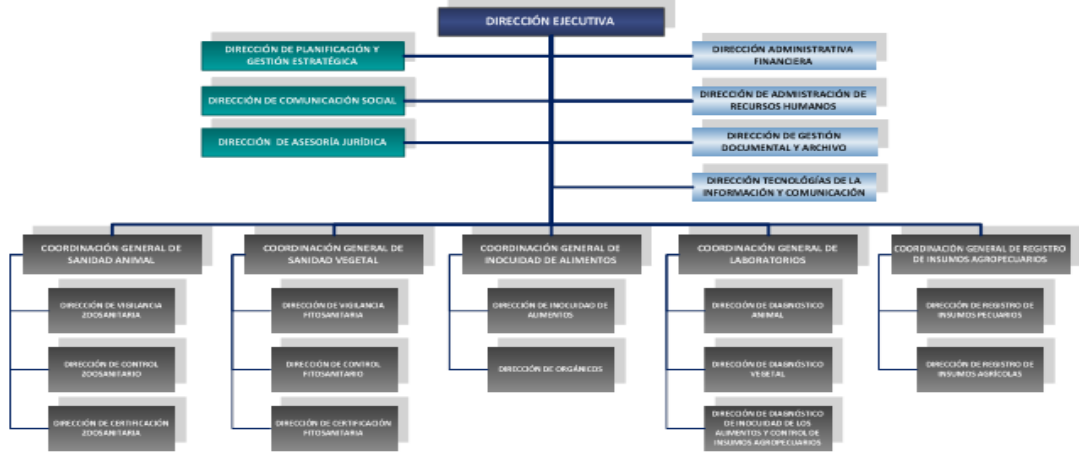 DIRECCIÓN EJECUTIVA
DIRECCIÓN DE PLANIFICACIÓN Y
GESTIÓN ESTRATÉGICA
DIRECCIÓN ADMINISTRATIVA
FINANCIERA
DIRECCIÓN DE COMUNICACIÓN SOCIAL
DIRECCIÓN DE ADMISTRACIÓN DE
RECURSOS HUMANOS
DIRECCIÓN DE ASESORÍA JURÍDICA
DIRECCIÓN DE GESTIÓN
DOCUMENTAL Y ARCHIVO
DIRECCIÓN TECNOLÓGÍAS DE LA
INFORMACIÓN Y COMUNICACIÓN
COORDINACIÓN GENERAL DE
SANIDAD ANIMAL
DIRECCIÓN DE VIGILANCIA
ZOOSANITARIA
DIRECCIÓN DE CONTROL
ZOOSANITARIO
DIRECCIÓN DE CERTIFICACIÓN
ZOOSANITARIA
COORDINACIÓN GENERAL DE
SANIDAD VEGETAL
DIRECCIÓN DE VIGILANCIA
FITOSANITARIA
DIRECCIÓN DE CONTROL
FITOSANITARIO
DIRECCIÓN DE CERTIFICACIÓN
FITOSANITARIA
COORDINACIÓN GENERAL DE
INOCUIDAD DE ALIMENTOS
DIRECCIÓN DE INOCUIDAD DE
ALIMENTOS
DIRECCIÓN DE ORGÁNICOS
COORDINACIÓN GENERAL DE
LABORATORIOS
DIRECCIÓN DE DIAGNOSTICO
ANIMAL
DIRECCIÓN DE DIAGNÓSTICO
VEGETAL
DIRECCIÓN DE DIAGNÓSTICO
DE INOCUIDAD DE LOS
ALIMENTOS Y CONTROL DE
INSUMOS AGROPECUARIOS
COORDINACIÓN GENERAL DE REGISTRO
DE INSUMOS AGROPECUARIOS
DIRECCIÓN DE REGISTRO DE
INSUMOS PECUARIOS
DIRECCIÓN DE REGISTRO DE
INSUMOS AGRÍCOLAS